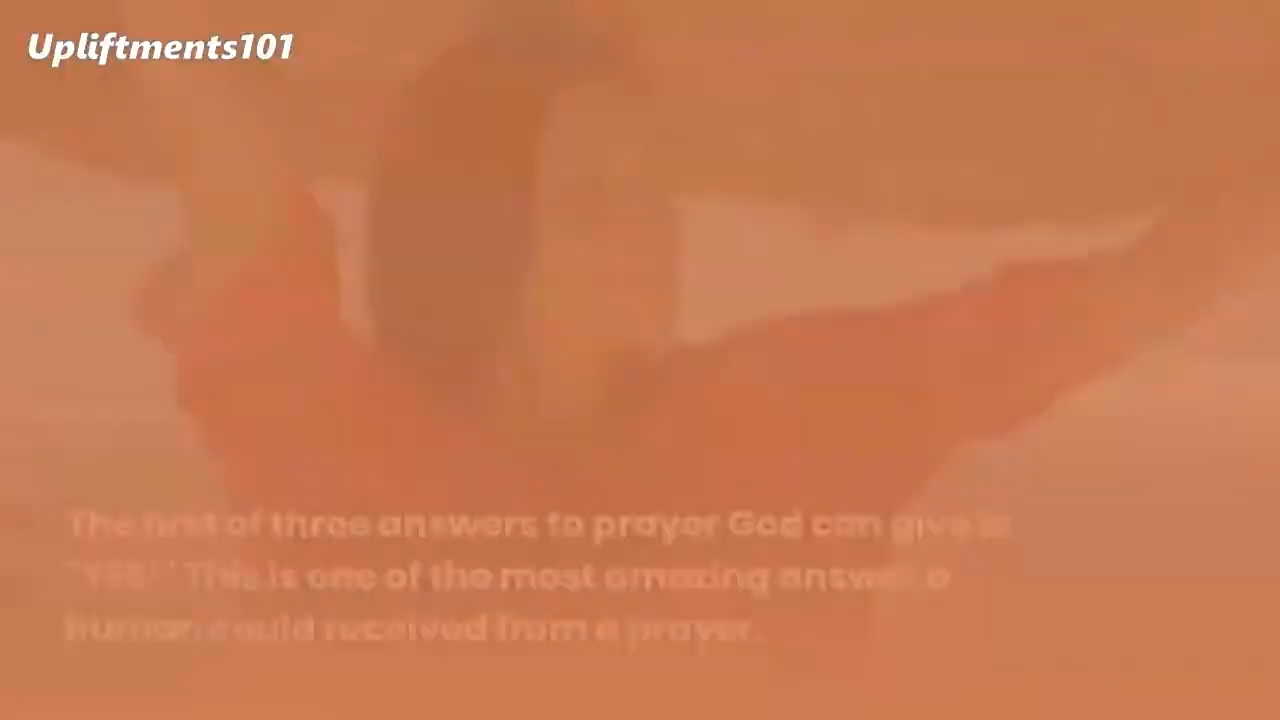 Upliftments101
The first of three answers to prayer God can give is
"YES!" This is one of the most amazing answer a
human could received from a prayer.